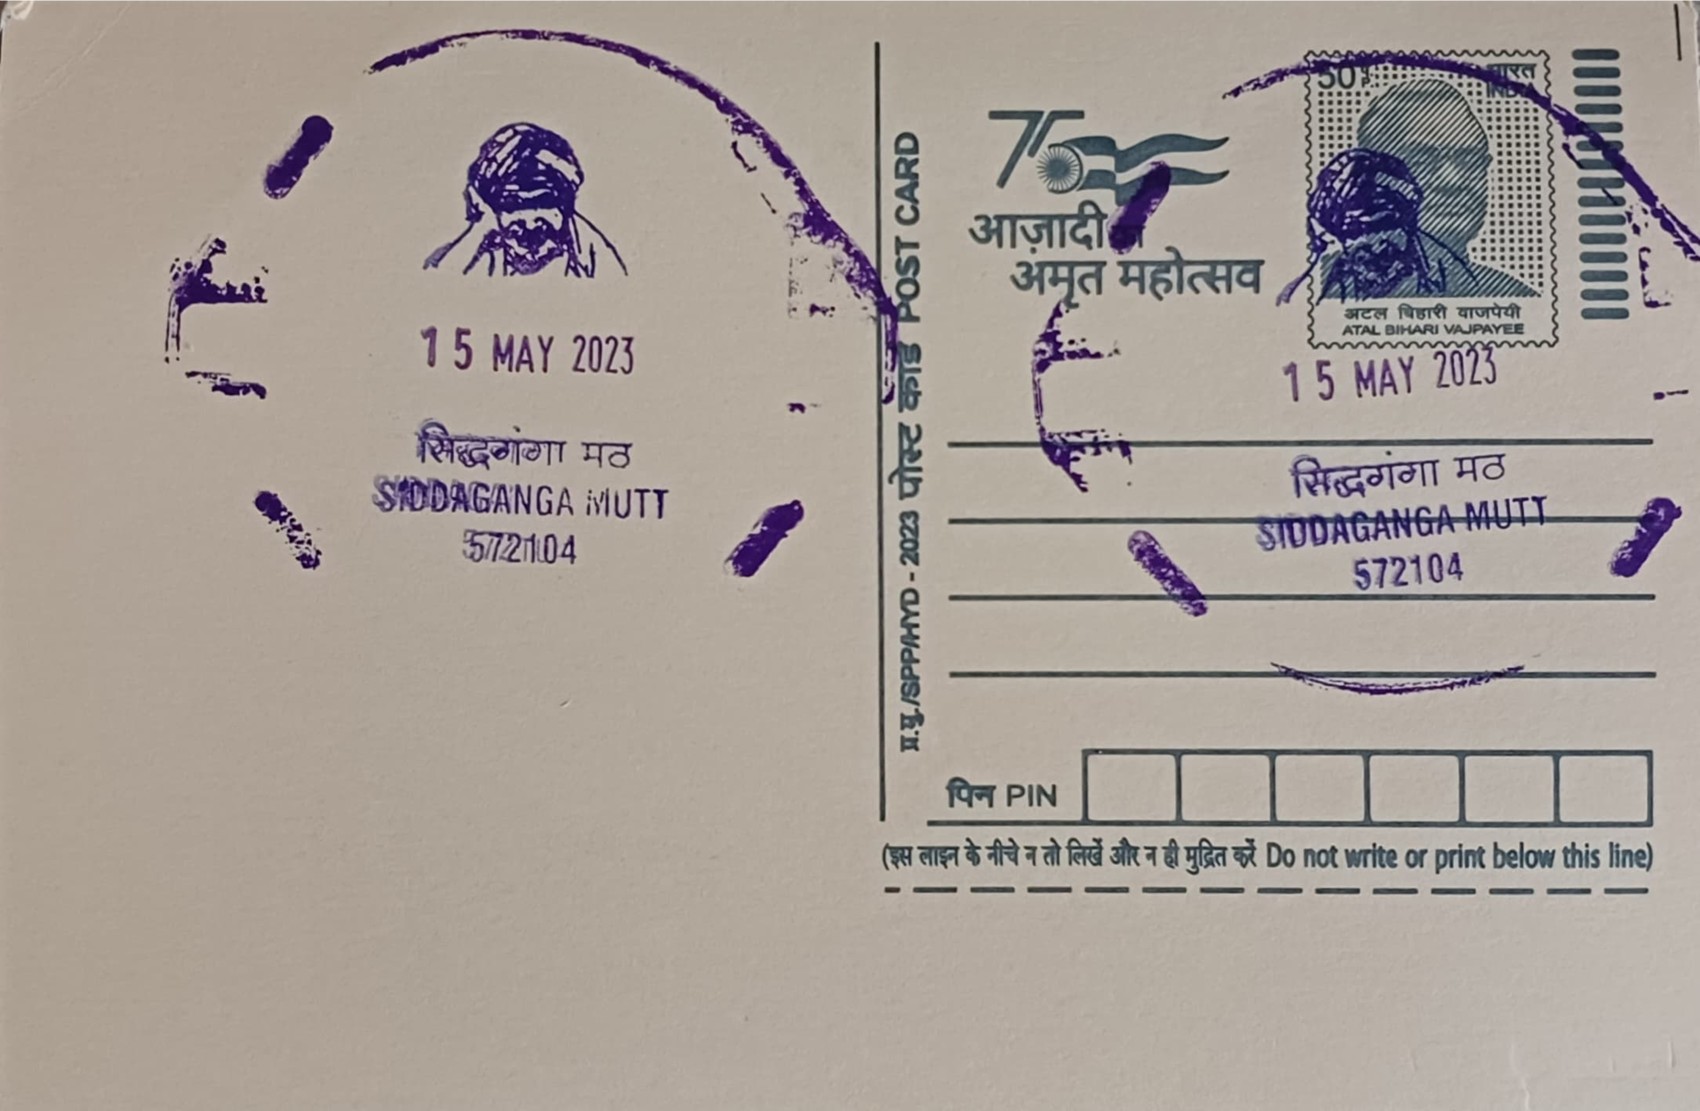 15 MAY 2023
सिद्धगंगा मठ
SIDDAGANGA MUTT
572104
प्र.मु./SPP/HYD - 2023 पोस्ट कार्ड POST CARD
75
आज़ादी
अमृत महोत्सव
50 P.
भारत
INDIA
अटल बिहारी वाजपेयी
ATAL BIHARI VAJPAYEE
15 MAY 2023
सिद्धगंगा मठ
SIDDAGANGA MUTT
572104
पिन PIN
(इस लाइन के नीचे न तो लिखें और न ही मुद्रित करें Do not write or print below this line)